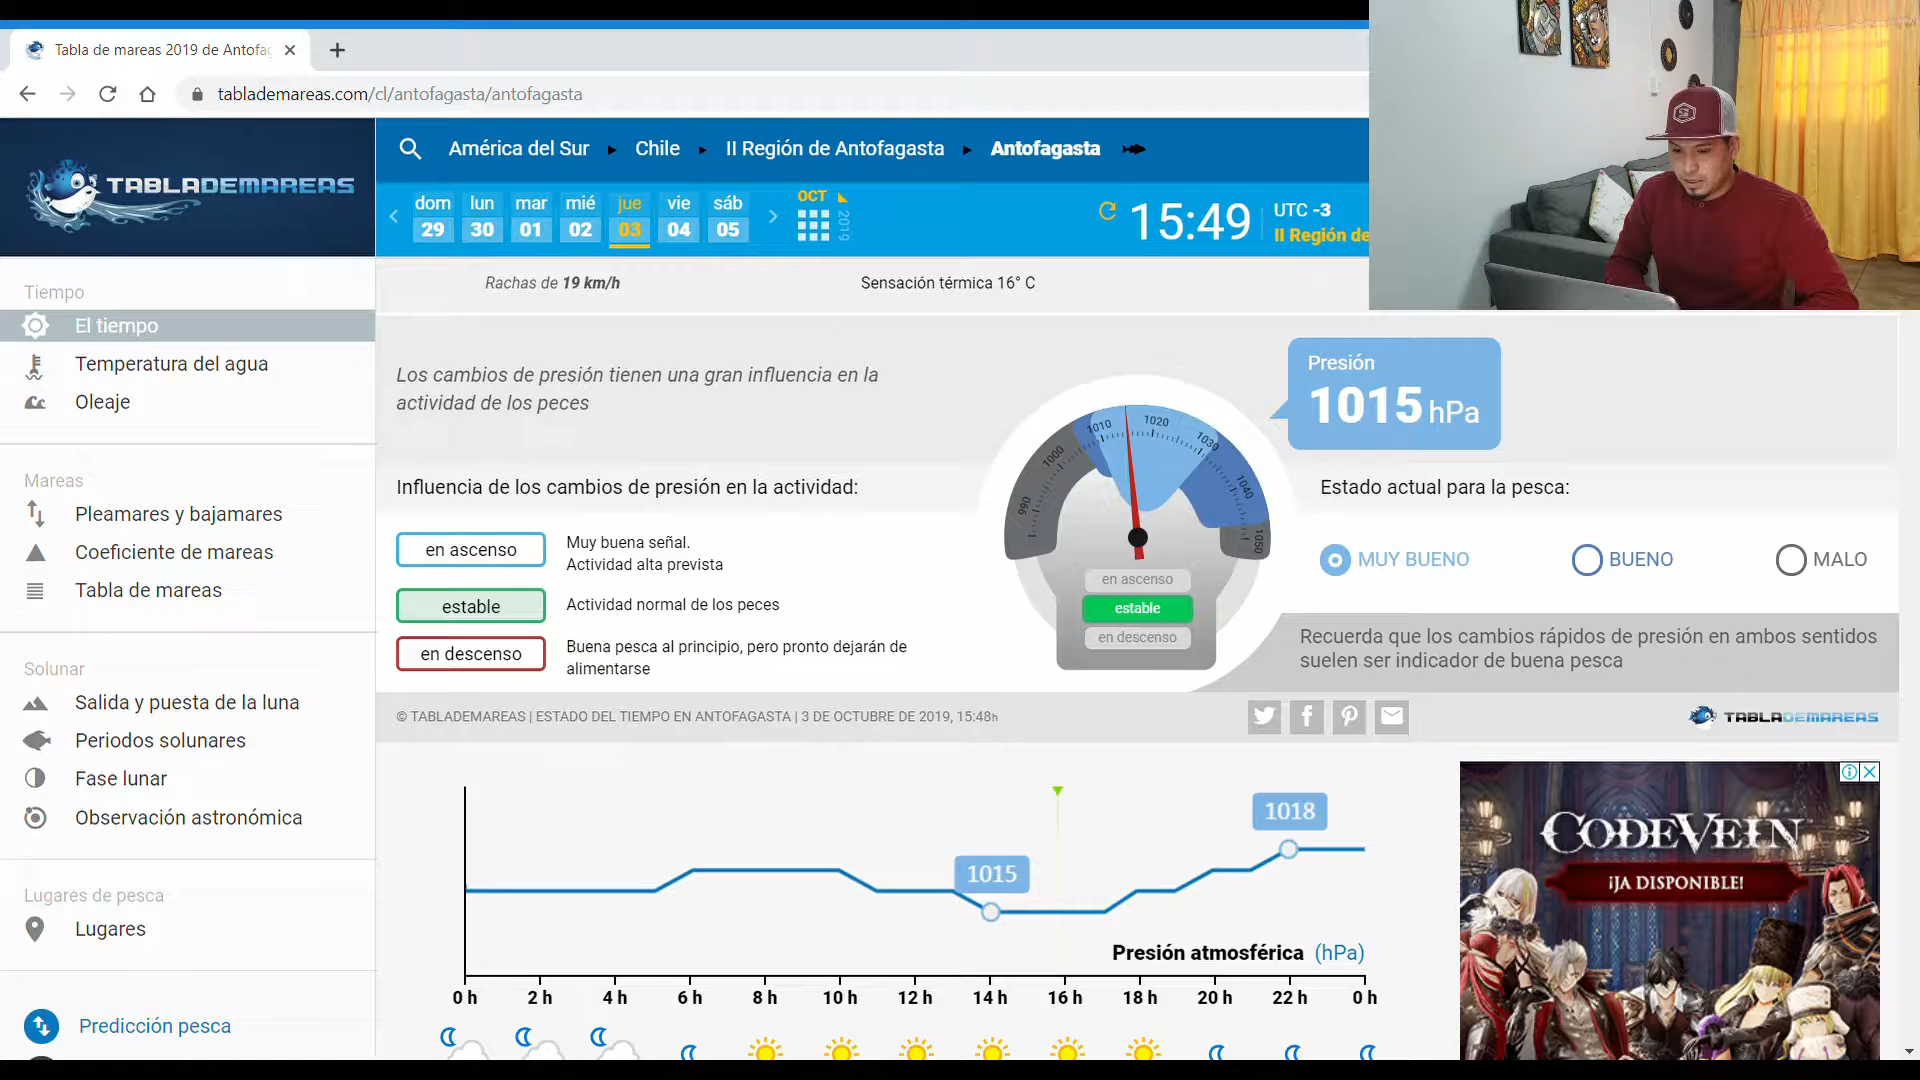 Tabla de mareas 2019 de Antofag
tablademareas.com/cl/antofagasta/antofagasta
TABLADEMAREAS
América del Sur Chile II Región de Antofagasta Antofagasta
dom lun mar mié jue vie sáb
29 30 01 02 03 04 05
OCT
2019
15:49
UTC -3
II Región de
Rachas de 19 km/h
Sensación térmica 16° C
Tiempo
El tiempo
Temperatura del agua
Oleaje
Mareas
Pleamares y bajamares
Coeficiente de mareas
Tabla de mareas
Solunar
Salida y puesta de la luna
Periodos solunares
Fase lunar
Observación astronómica
Lugares de pesca
Lugares
Predicción pesca
Los cambios de presión tienen una gran influencia en la
actividad de los peces
Influencia de los cambios de presión en la actividad:
en ascenso
Muy buena señal.
Actividad alta prevista
estable
Actividad normal de los peces
en descenso
Buena pesca al principio, pero pronto dejarán de
alimentarse
990 1000 1010 1020 1030 1040 1050
en ascenso
estable
en descenso
Presión
1015 hPa
Estado actual para la pesca:
MUY BUENO BUENO MALO
Recuerda que los cambios rápidos de presión en ambos sentidos
suelen ser indicador de buena pesca
© TABLADEMAREAS | ESTADO DEL TIEMPO EN ANTOFAGASTA | 3 DE OCTUBRE DE 2019, 15:48h
TABLADEMAREAS
1015
1018
Presión atmosférica (hPa)
0 h 2 h 4 h 6 h 8 h 10 h 12 h 14 h 16 h 18 h 20 h 22 h 0 h
CODE VEIN
¡JA DISPONIBLE!